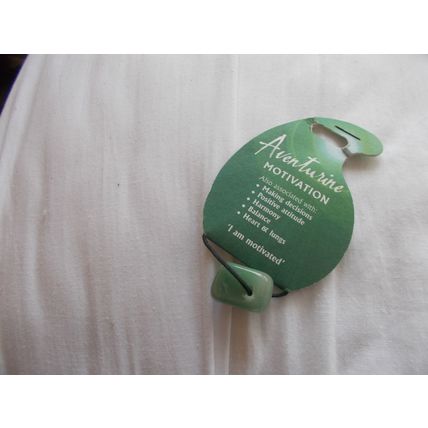 Aventurine
MOTIVATION
Also associated with:
• Making decisions
• Positive attitude
• Harmony
• Balance
• Heart & lungs
'I am motivated'